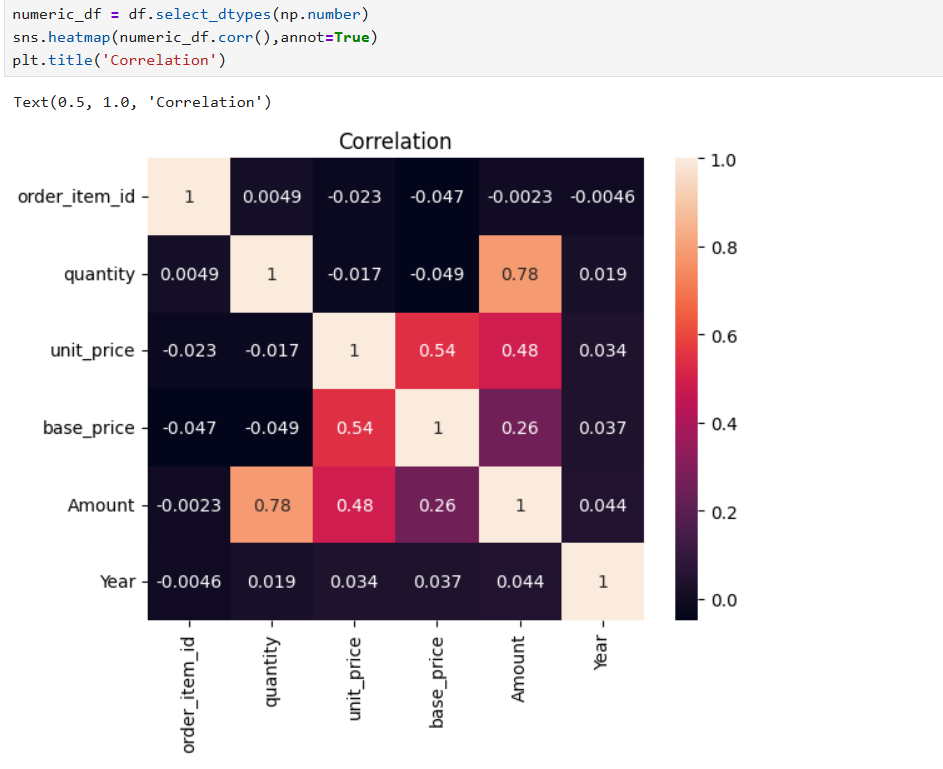 numeric_df = df.select_dtypes(np.number)
sns.heatmap(numeric_df.corr(),annot=True)
plt.title('Correlation')
Text(0.5, 1.0, 'Correlation')
Correlation
order_item_id 1 0.0049 -0.023 -0.047 -0.0023 -0.0046
quantity 0.0049 1 -0.017 -0.049 0.78 0.019
unit_price -0.023 -0.017 1 0.54 0.48 0.034
base_price -0.047 -0.049 0.54 1 0.26 0.037
Amount -0.0023 0.78 0.48 0.26 1 0.044
Year -0.0046 0.019 0.034 0.037 0.044 1
order_item_id
quantity
unit_price
base_price
Amount
Year
1.0
0.8
0.6
0.4
0.2
0.0